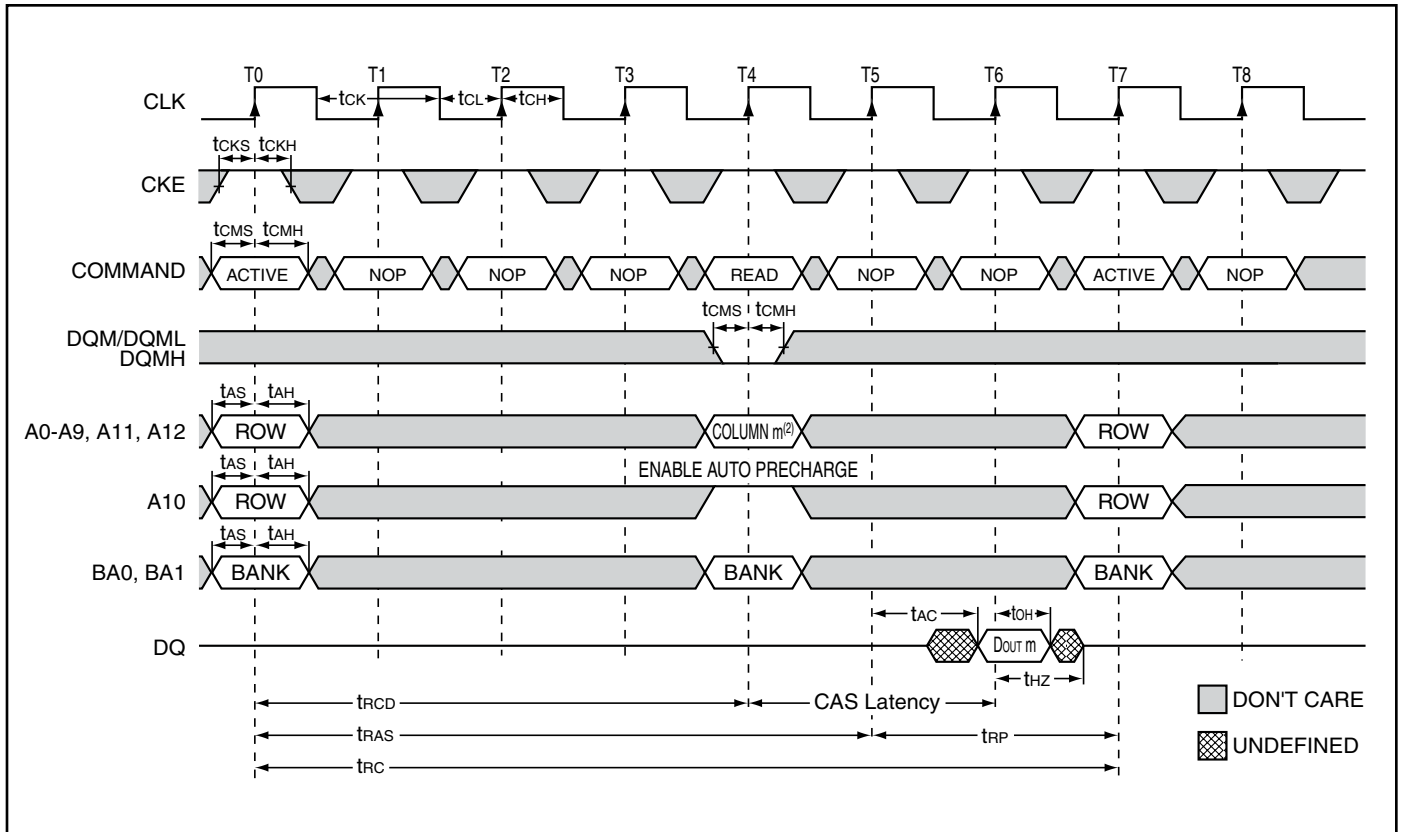 T0 T1 T2 T3 T4 T5 T6 T7 T8
CLK tCK tCL tCH
tCKS tCKH
CKE
tCMS tCMH
COMMAND ACTIVE NOP NOP NOP READ NOP NOP ACTIVE NOP
tCMS tCMH
DQM/DQML
DQMH
tAS tAH
A0-A9, A11, A12 ROW COLUMN m(2) ROW
tAS tAH ENABLE AUTO PRECHARGE
A10 ROW ROW
tAS tAH
BA0, BA1 BANK BANK BANK
tAC tOH
DQ DOUT m
tHZ
tRCD CAS Latency
DON'T CARE
tRAS tRP
UNDEFINED
tRC